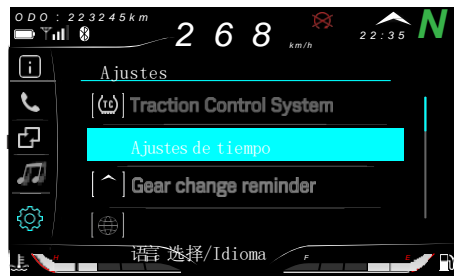 ODO : 223245km
268 km/h 22:35 N
Ajustes
TC Traction Control System
Ajustes de tiempo
Gear change reminder
语言 选择/Idioma
H F E